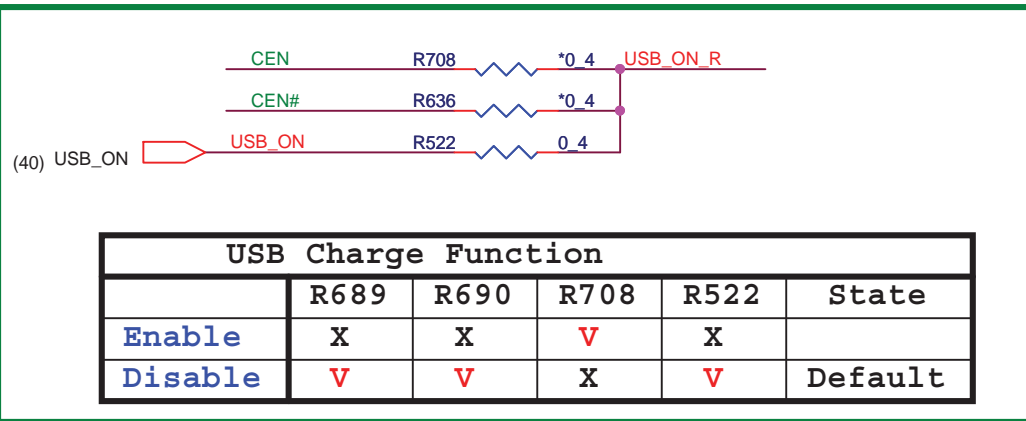 CEN R708 *0_4 USB_ON_R
CEN# R636 *0_4
(40) USB_ON USB_ON R522 0_4
USB Charge Function
R689 R690 R708 R522 State
Enable X X V X
Disable V V X V Default